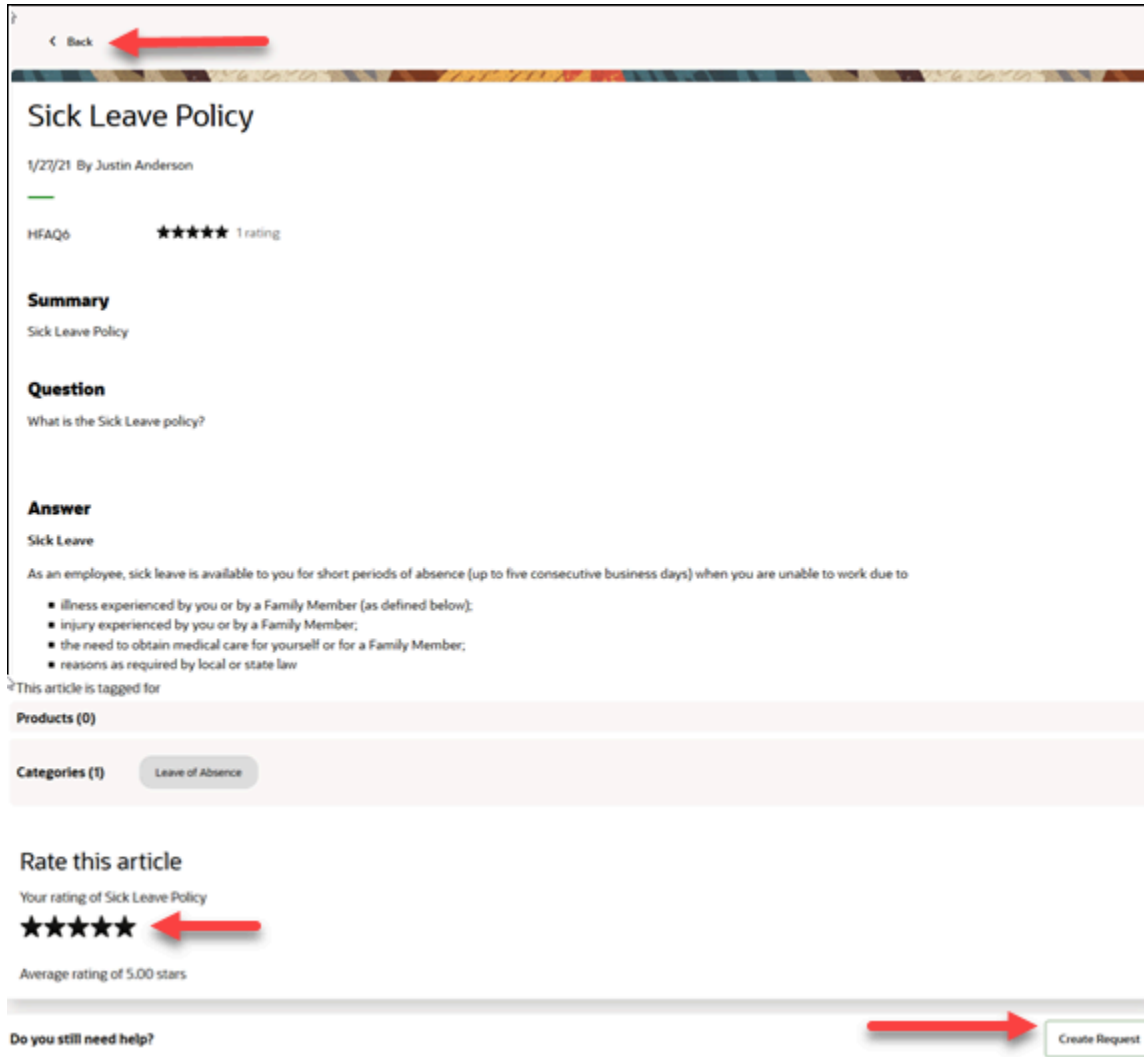 Back
Sick Leave Policy
1/27/21 By Justin Anderson
HFAQ6 ★★★★★ 1 rating
Summary
Sick Leave Policy
Question
What is the Sick Leave policy?
Answer
Sick Leave
As an employee, sick leave is available to you for short periods of absence (up to five consecutive business days) when you are unable to work due to
▪ illness experienced by you or by a Family Member (as defined below);
▪ injury experienced by you or by a Family Member;
▪ the need to obtain medical care for yourself or for a Family Member;
▪ reasons as required by local or state law
This article is tagged for
Products (0)
Categories (1) Leave of Absence
Rate this article
Your rating of Sick Leave Policy
★★★★★
Average rating of 5.00 stars
Do you still need help? Create Request